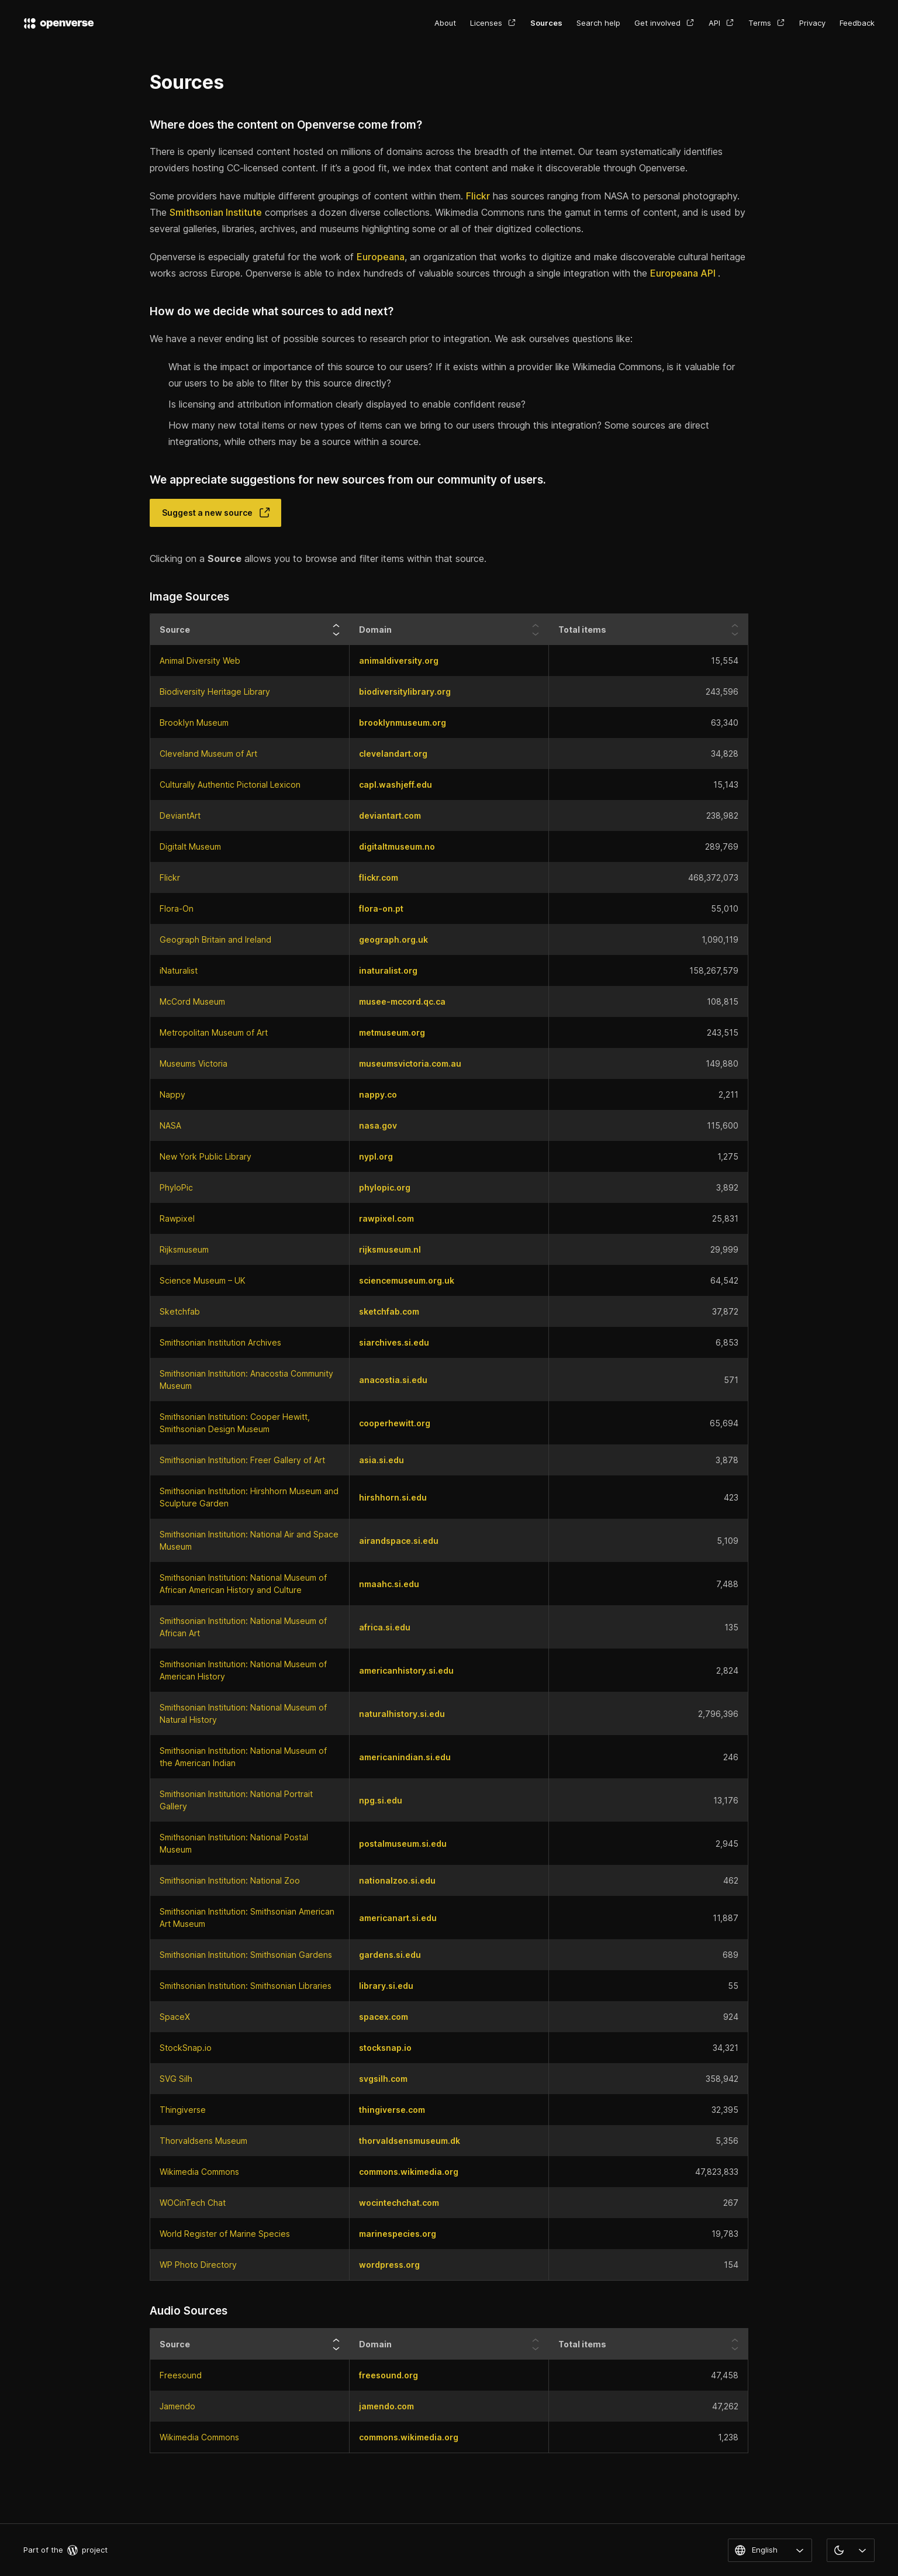 openverse
About
Licenses
Sources
Search help
Get involved
API
Terms
Privacy
Feedback
Sources
Where does the content on Openverse come from?
There is openly licensed content hosted on millions of domains across the breadth of the internet. Our team systematically identifies
providers hosting CC-licensed content. If it's a good fit, we index that content and make it discoverable through Openverse.
Some providers have multiple different groupings of content within them. Flickr has sources ranging from NASA to personal photography.
The Smithsonian Institute comprises a dozen diverse collections. Wikimedia Commons runs the gamut in terms of content, and is used by
several galleries, libraries, archives, and museums highlighting some or all of their digitized collections.
Openverse is especially grateful for the work of Europeana, an organization that works to digitize and make discoverable cultural heritage
works across Europe. Openverse is able to index hundreds of valuable sources through a single integration with the Europeana API .
How do we decide what sources to add next?
We have a never ending list of possible sources to research prior to integration. We ask ourselves questions like:
What is the impact or importance of this source to our users? If it exists within a provider like Wikimedia Commons, is it valuable for
our users to be able to filter by this source directly?
Is licensing and attribution information clearly displayed to enable confident reuse?
How many new total items or new types of items can we bring to our users through this integration? Some sources are direct
integrations, while others may be a source within a source.
We appreciate suggestions for new sources from our community of users.
Suggest a new source
Clicking on a Source allows you to browse and filter items within that source.
Image Sources
Source Domain Total items
Animal Diversity Web animaldiversity.org 15,554
Biodiversity Heritage Library biodiversitylibrary.org 243,596
Brooklyn Museum brooklynmuseum.org 63,340
Cleveland Museum of Art clevelandart.org 34,828
Culturally Authentic Pictorial Lexicon capl.washjeff.edu 15,143
DeviantArt deviantart.com 238,982
Digitalt Museum digitaltmuseum.no 289,769
Flickr flickr.com 468,372,073
Flora-On flora-on.pt 55,010
Geograph Britain and Ireland geograph.org.uk 1,090,119
iNaturalist inaturalist.org 158,267,579
McCord Museum musee-mccord.qc.ca 108,815
Metropolitan Museum of Art metmuseum.org 243,515
Museums Victoria museumsvictoria.com.au 149,880
Nappy nappy.co 2,211
NASA nasa.gov 115,600
New York Public Library nypl.org 1,275
PhyloPic phylopic.org 3,892
Rawpixel rawpixel.com 25,831
Rijksmuseum rijksmuseum.nl 29,999
Science Museum – UK sciencemuseum.org.uk 64,542
Sketchfab sketchfab.com 37,872
Smithsonian Institution Archives siarchives.si.edu 6,853
Smithsonian Institution: Anacostia Community
Museum
anacostia.si.edu 571
Smithsonian Institution: Cooper Hewitt,
Smithsonian Design Museum
cooperhewitt.org 65,694
Smithsonian Institution: Freer Gallery of Art asia.si.edu 3,878
Smithsonian Institution: Hirshhorn Museum and
Sculpture Garden
hirshhorn.si.edu 423
Smithsonian Institution: National Air and Space
Museum
airandspace.si.edu 5,109
Smithsonian Institution: National Museum of
African American History and Culture
nmaahc.si.edu 7,488
Smithsonian Institution: National Museum of
African Art
africa.si.edu 135
Smithsonian Institution: National Museum of
American History
americanhistory.si.edu 2,824
Smithsonian Institution: National Museum of
Natural History
naturalhistory.si.edu 2,796,396
Smithsonian Institution: National Museum of
the American Indian
americanindian.si.edu 246
Smithsonian Institution: National Portrait
Gallery
npg.si.edu 13,176
Smithsonian Institution: National Postal
Museum
postalmuseum.si.edu 2,945
Smithsonian Institution: National Zoo nationalzoo.si.edu 462
Smithsonian Institution: Smithsonian American
Art Museum
americanart.si.edu 11,887
Smithsonian Institution: Smithsonian Gardens gardens.si.edu 689
Smithsonian Institution: Smithsonian Libraries library.si.edu 55
SpaceX spacex.com 924
StockSnap.io stocksnap.io 34,321
SVG Silh svgsilh.com 358,942
Thingiverse thingiverse.com 32,395
Thorvaldsens Museum thorvaldsensmuseum.dk 5,356
Wikimedia Commons commons.wikimedia.org 47,823,833
WOCinTech Chat wocintechchat.com 267
World Register of Marine Species marinespecies.org 19,783
WP Photo Directory wordpress.org 154
Audio Sources
Source Domain Total items
Freesound freesound.org 47,458
Jamendo jamendo.com 47,262
Wikimedia Commons commons.wikimedia.org 1,238
Part of the project
English